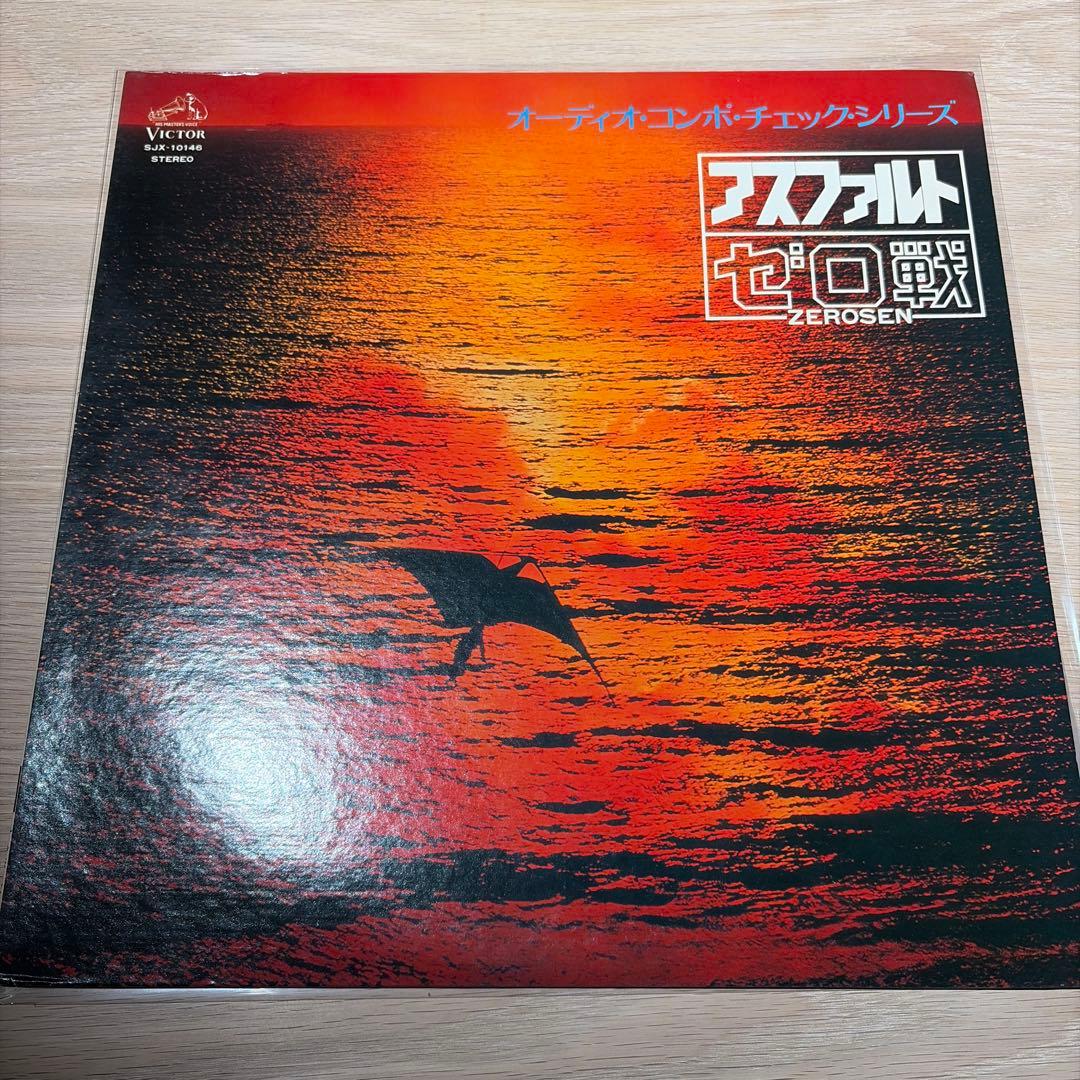 HIS MASTER'S VOICE
VICTOR
SJX-10146
STEREO
オーディオ・コンポ・チェック・シリーズ
アスファルト
ゼロ戦
ZEROSEN